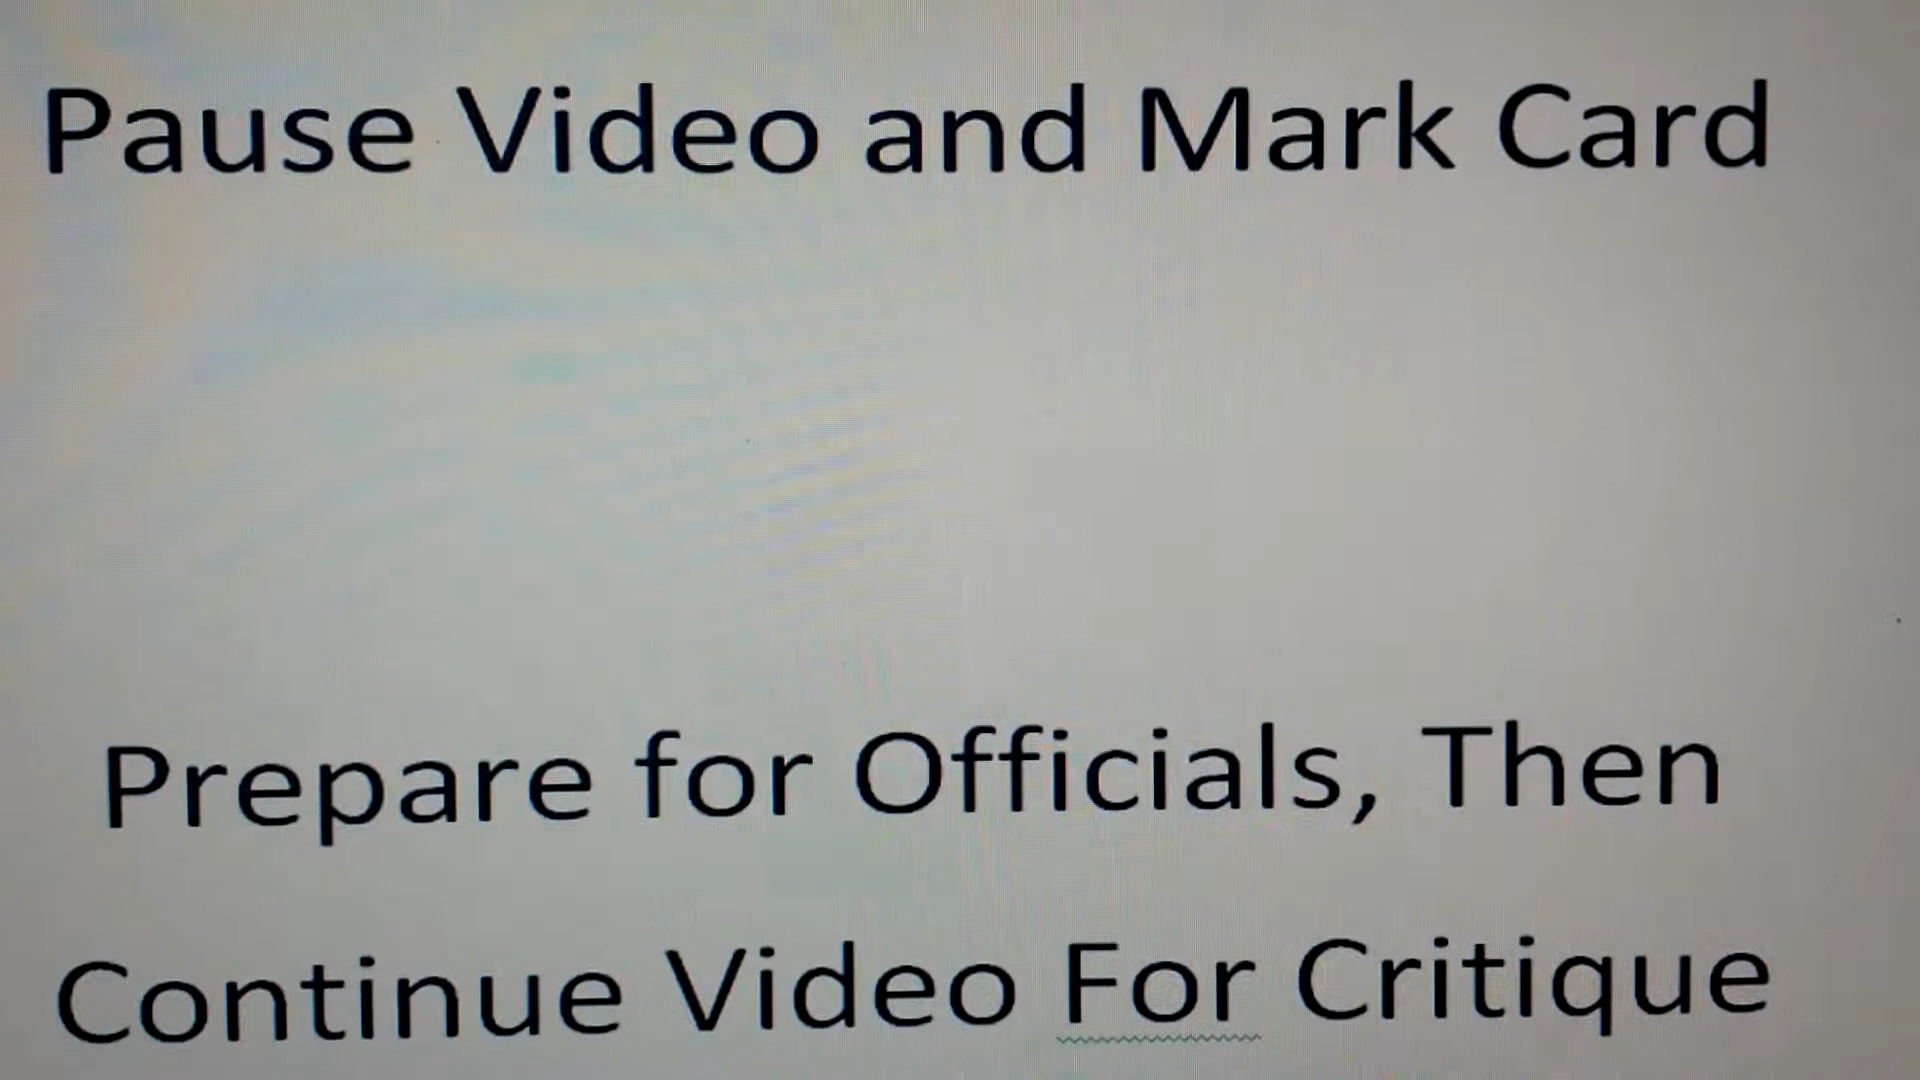 Pause Video and Mark Card
Prepare for Officials, Then
Continue Video For Critique